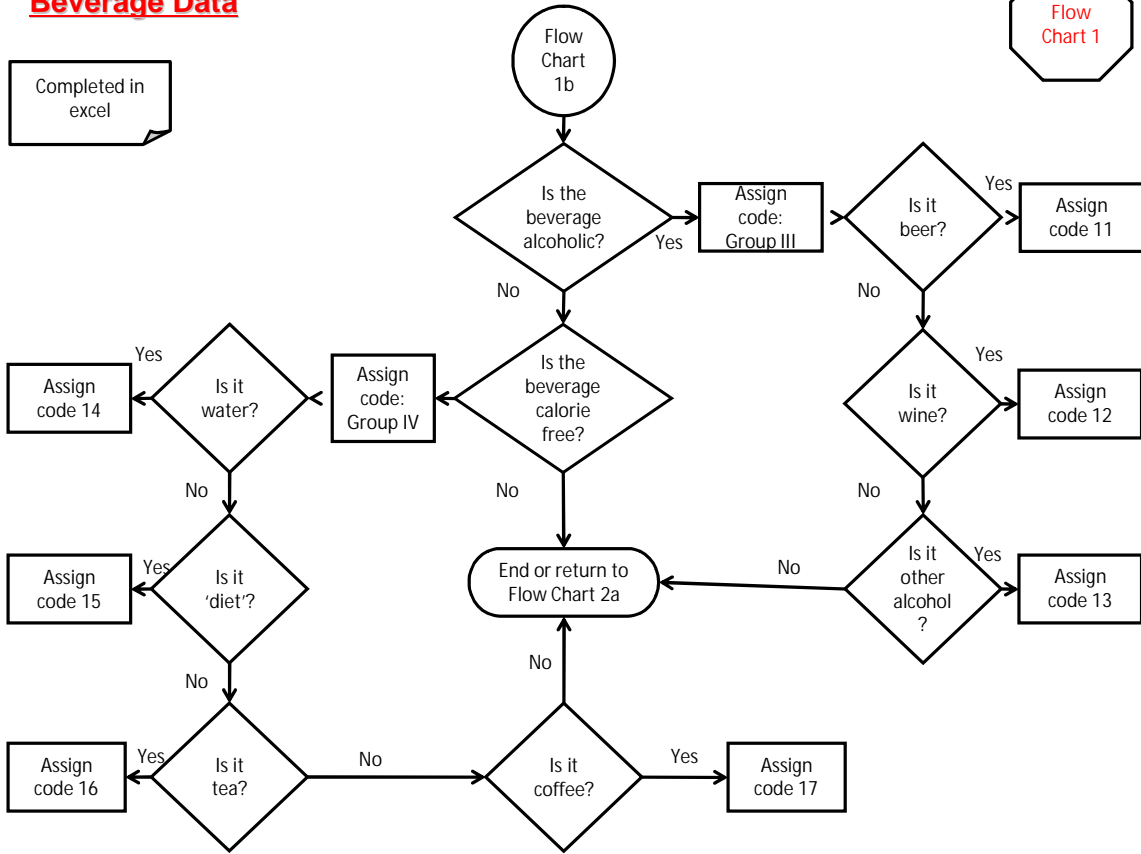 Beverage Data
Flow
Chart
1b
Flow
Chart 1
Completed in
excel
Is the
beverage
alcoholic?
Yes
Assign
code:
Group III
Is it
beer?
Yes
Assign
code 11
No
No
Is the
beverage
calorie
free?
Assign
code:
Group IV
Is it
water?
Yes
Assign
code 14
Is it
wine?
Yes
Assign
code 12
No
No
No
Is it
'diet'?
Yes
Assign
code 15
End or return to
Flow Chart 2a
No
Is it
other
alcohol
?
Yes
Assign
code 13
No
No
Is it
tea?
Yes
Assign
code 16
No
Is it
coffee?
Yes
Assign
code 17